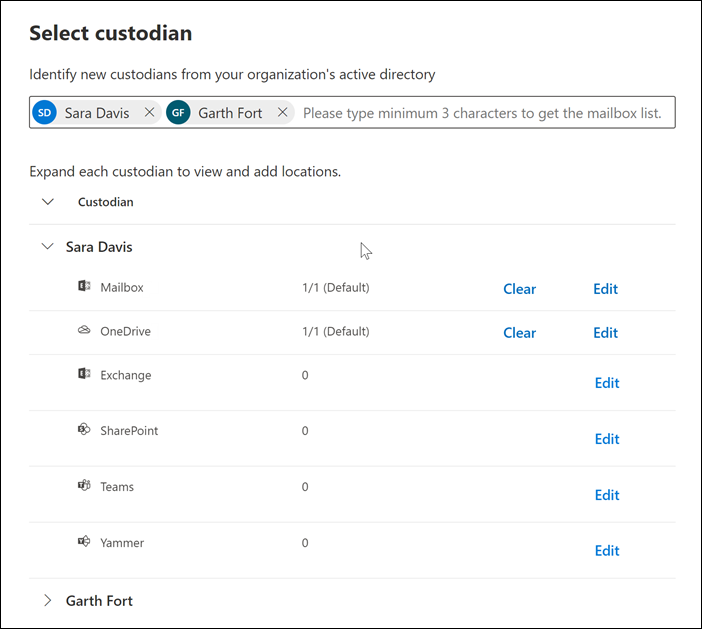 Select custodian
Identify new custodians from your organization's active directory
SD Sara Davis GF Garth Fort Please type minimum 3 characters to get the mailbox list.
Expand each custodian to view and add locations.
Custodian
Sara Davis
Mailbox 1/1 (Default) Clear Edit
OneDrive 1/1 (Default) Clear Edit
Exchange 0 Edit
SharePoint 0 Edit
Teams 0 Edit
Yammer 0 Edit
Garth Fort